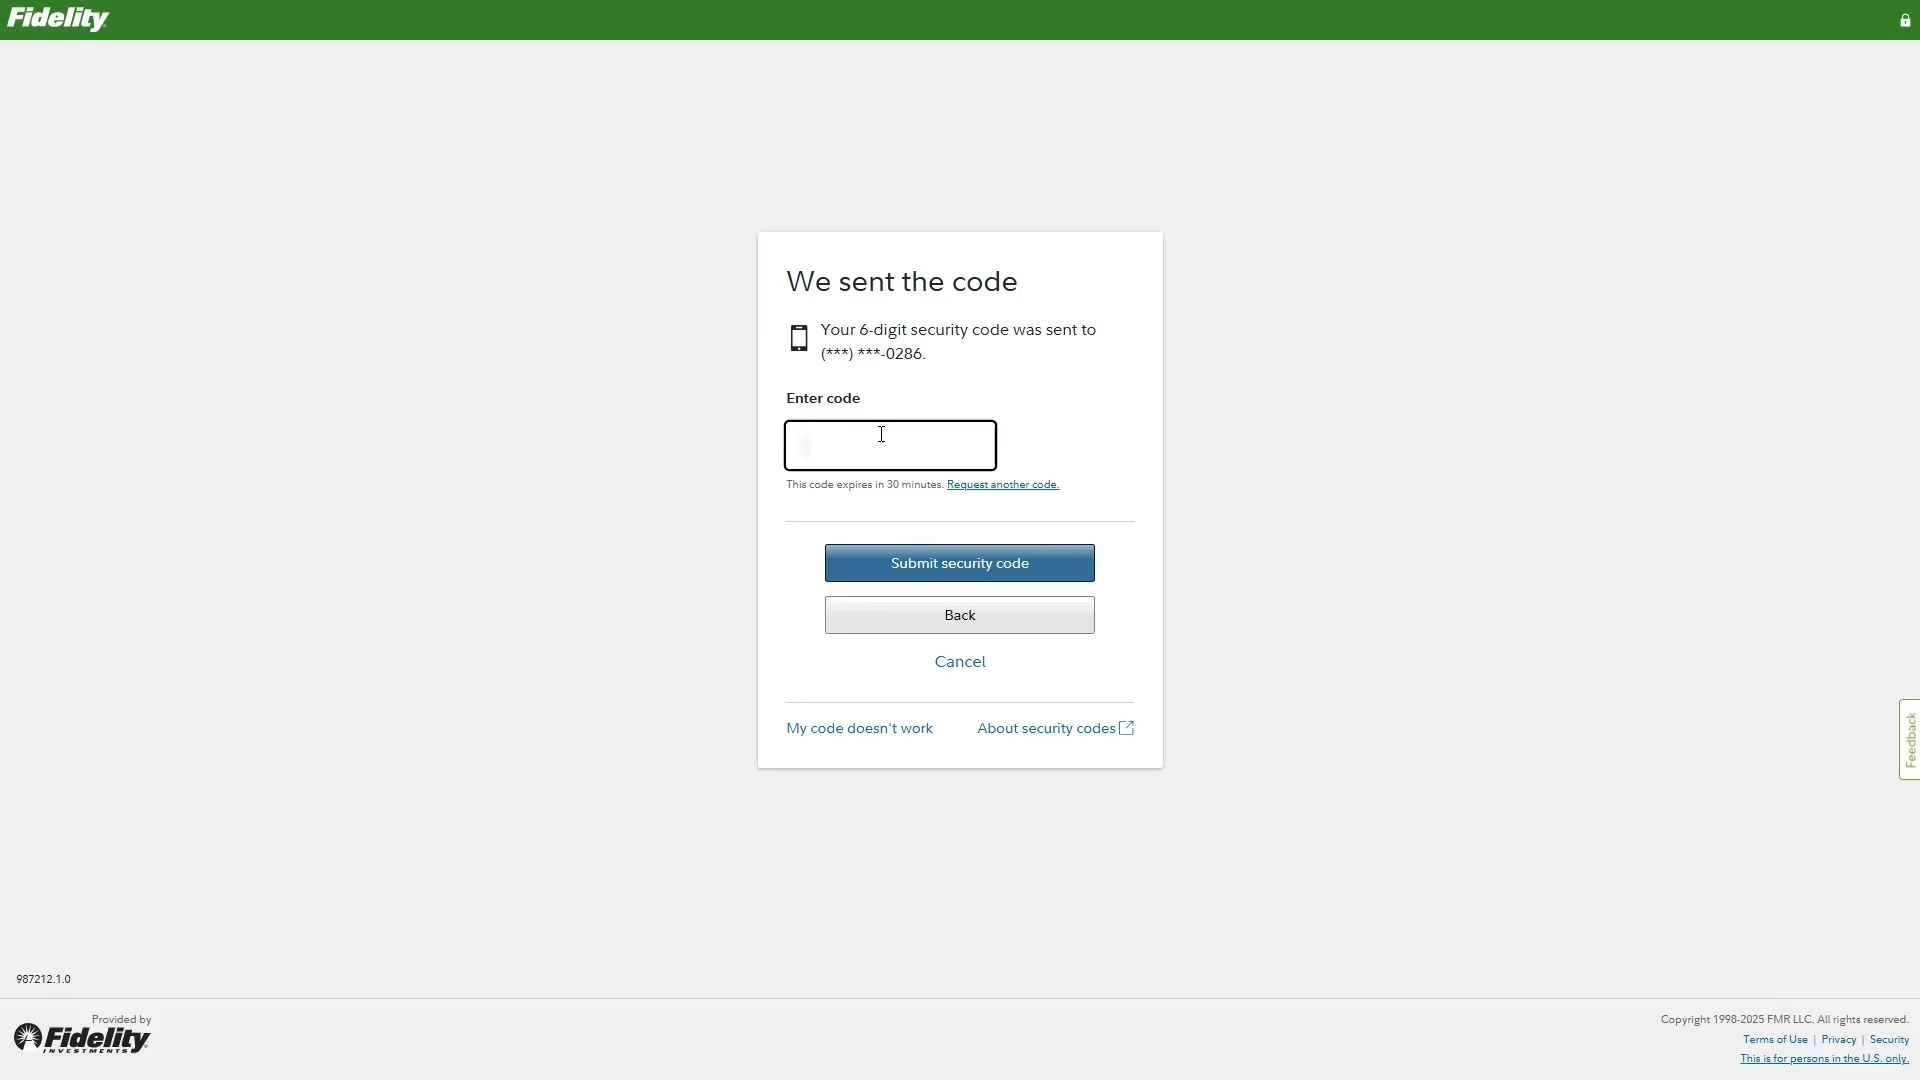 Fidelity
We sent the code
Your 6-digit security code was sent to
(***) ***-0286.
Enter code
This code expires in 30 minutes. Request another code.
Submit security code
Back
Cancel
My code doesn't work
About security codes
Feedback
987212.1.0
Provided by
Fidelity
INVESTMENTS
Copyright 1998-2025 FMR LLC. All rights reserved.
Terms of Use | Privacy | Security
This is for persons in the U.S. only.